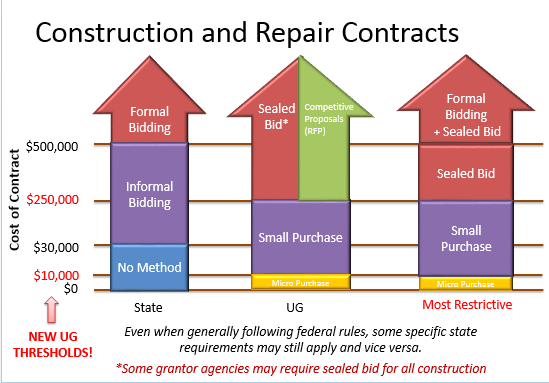 Construction and Repair Contracts
Cost of Contract
$500,000
$250,000
$30,000
$10,000
$0
Formal
Bidding
Informal
Bidding
No Method
State
Sealed
Bid*
Competitive
Proposals
(RFP)
Small Purchase
Micro Purchase
UG
Formal
Bidding
+ Sealed Bid
Sealed Bid
Small
Purchase
Micro Purchase
Most Restrictive
NEW UG
THRESHOLDS!
Even when generally following federal rules, some specific state
requirements may still apply and vice versa.
*Some grantor agencies may require sealed bid for all construction